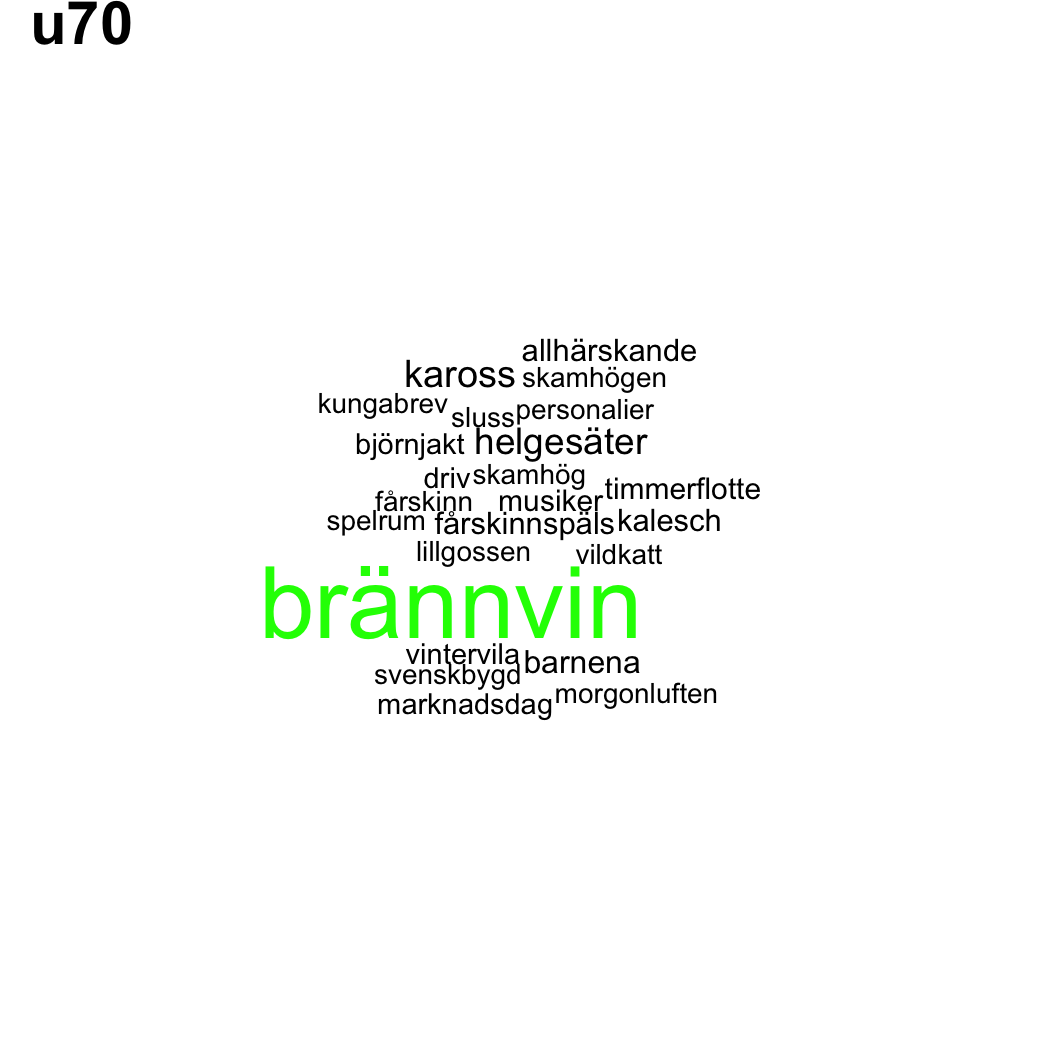 u70
allhärskande
kaross skamhögen
kungabrev sluss personalier
björnjakt helgesäter
driv skamhög timmerflotte
fårskinn musiker
spelrum fårskinnspäls kalesch
lillgossen vildkatt
brännvin
vintervila barnena
svenskbygd
marknadsdag morgonluften